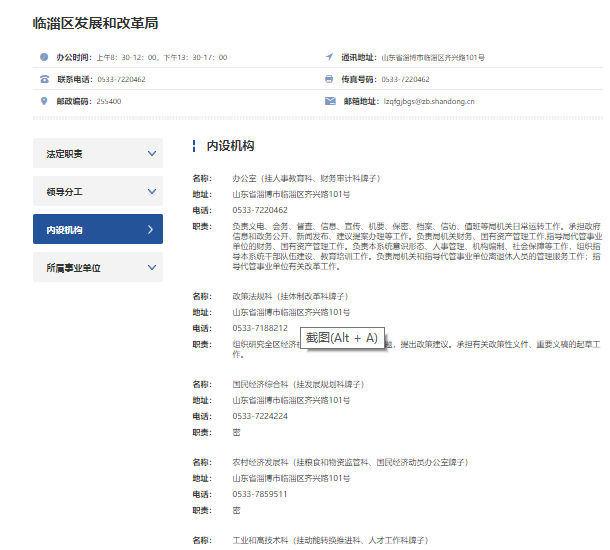 临淄区发展和改革局
办公时间：上午8：30-12：00，下午13：30-17：00
通讯地址：山东省淄博市临淄区齐兴路101号
联系电话：0533-7220462
传真号码：0533-7220462
邮政编码：255400
邮箱地址：lzqfgjbgs@zb.shandong.cn
法定职责
领导分工
内设机构
所属事业单位
内设机构
名称： 办公室（挂人事教育科、财务审计科牌子）
地址： 山东省淄博市临淄区齐兴路101号
电话： 0533-7220462
职责： 负责文电、会务、督查、信息、宣传、机要、保密、档案、信访、值班等局机关日常运转工作。承担政府
信息和政务公开、新闻发布、建议提案办理等工作。负责局机关财务、国有资产管理工作,指导局代管事业
单位的财务、国有资产管理工作。负责本系统意识形态、人事管理、机构编制、社会保障等工作，组织指
导本系统干部队伍建设、教育培训工作。负责局机关和指导代管事业单位离退休人员的管理服务工作；指
导代管事业单位有关改革工作。
名称： 政策法规科（挂体制改革科牌子）
地址： 山东省淄博市临淄区齐兴路101号
电话： 0533-7188212
截图(Alt + A)
职责： 组织研究全区经济 题，提出政策建议。承担有关政策性文件、重要文稿的起草工
作。
名称： 国民经济综合科（挂发展规划科牌子）
地址： 山东省淄博市临淄区齐兴路101号
电话： 0533-7224224
职责： 密
名称： 农村经济发展科（挂粮食和物资监管科、国民经济动员办公室牌子）
地址： 山东省淄博市临淄区齐兴路101号
电话： 0533-7859511
职责： 密
名称： 工业和高技术科（挂动能转换推进科、人才工作科牌子）